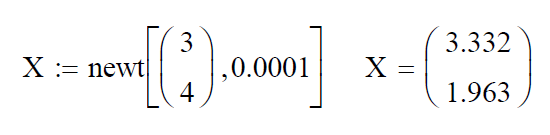 X := newt[(3 4), 0.0001] X = (3.332 1.963)